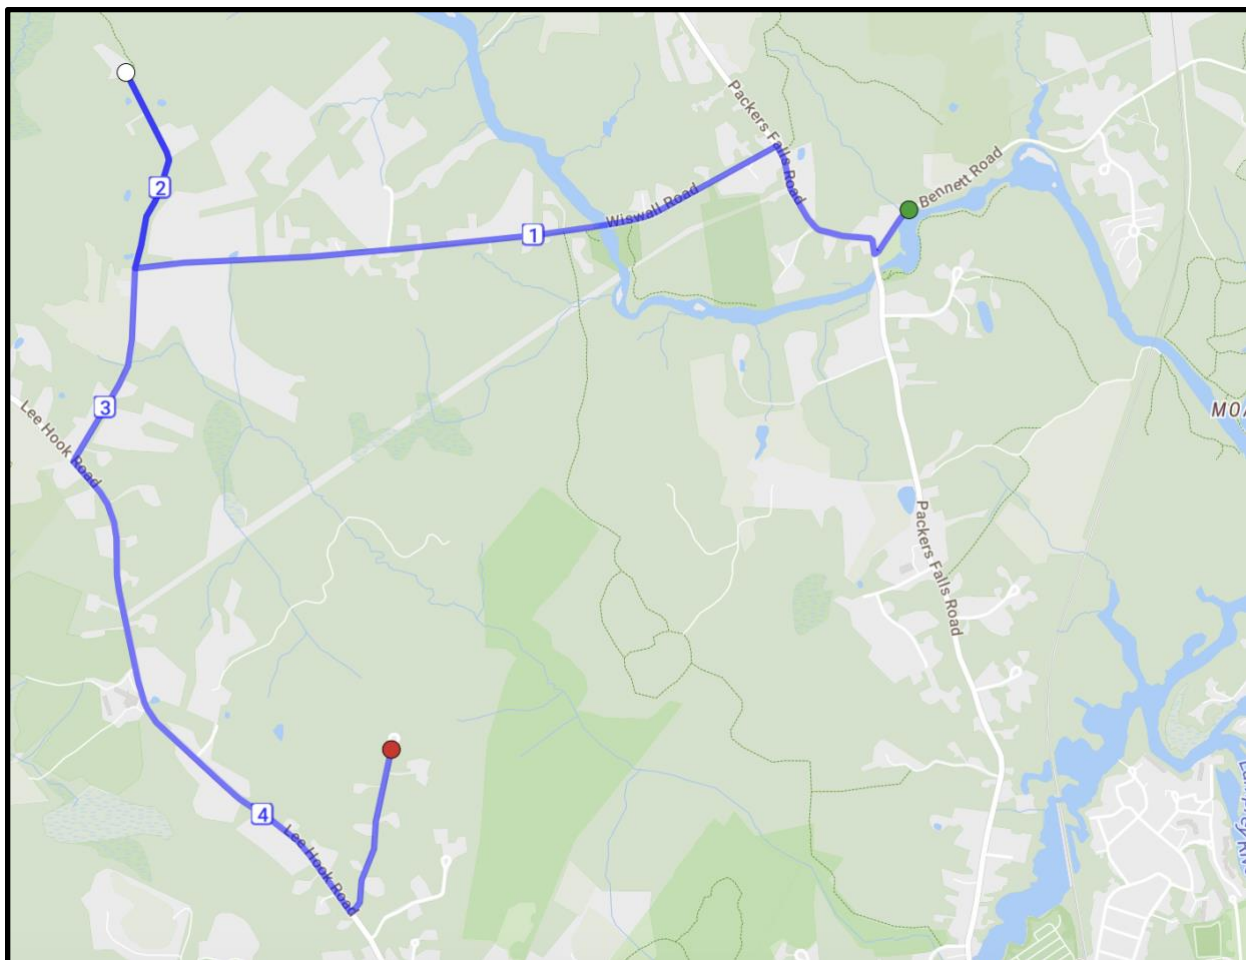 Packers Falls Road
Bennett Road
Wiswall Road
2
1
3
Lee Hook Road
MOA
Packers Falls Road
4
Lee Hook Road